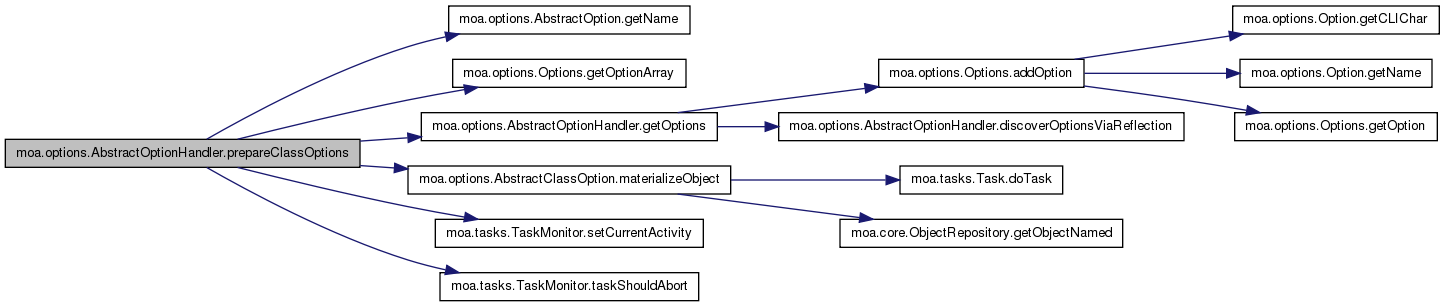 moa.options.AbstractOption.getName
moa.options.Option.getCLIChar
moa.options.Options.getOptionArray
moa.options.Options.addOption
moa.options.Option.getName
moa.options.AbstractOptionHandler.getOptions
moa.options.AbstractOptionHandler.discoverOptionsViaReflection
moa.options.Options.getOption
moa.options.AbstractOptionHandler.prepareClassOptions
moa.options.AbstractClassOption.materializeObject
moa.tasks.Task.doTask
moa.tasks.TaskMonitor.setCurrentActivity
moa.core.ObjectRepository.getObjectNamed
moa.tasks.TaskMonitor.taskShouldAbort